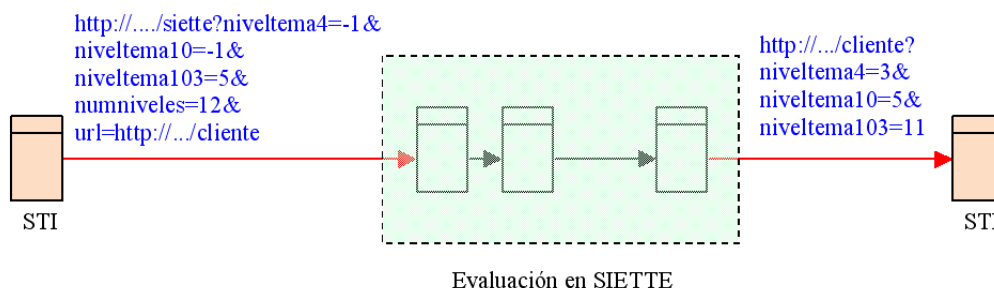 http://..../siette?niveltema4=-1&
niveltema10=-1&
niveltema103=5&
numniveles=12&
url=http://.../cliente
http://.../cliente?
niveltema4=3&
niveltema10=5&
niveltema103=11
STI
STI
Evaluación en SIETTE